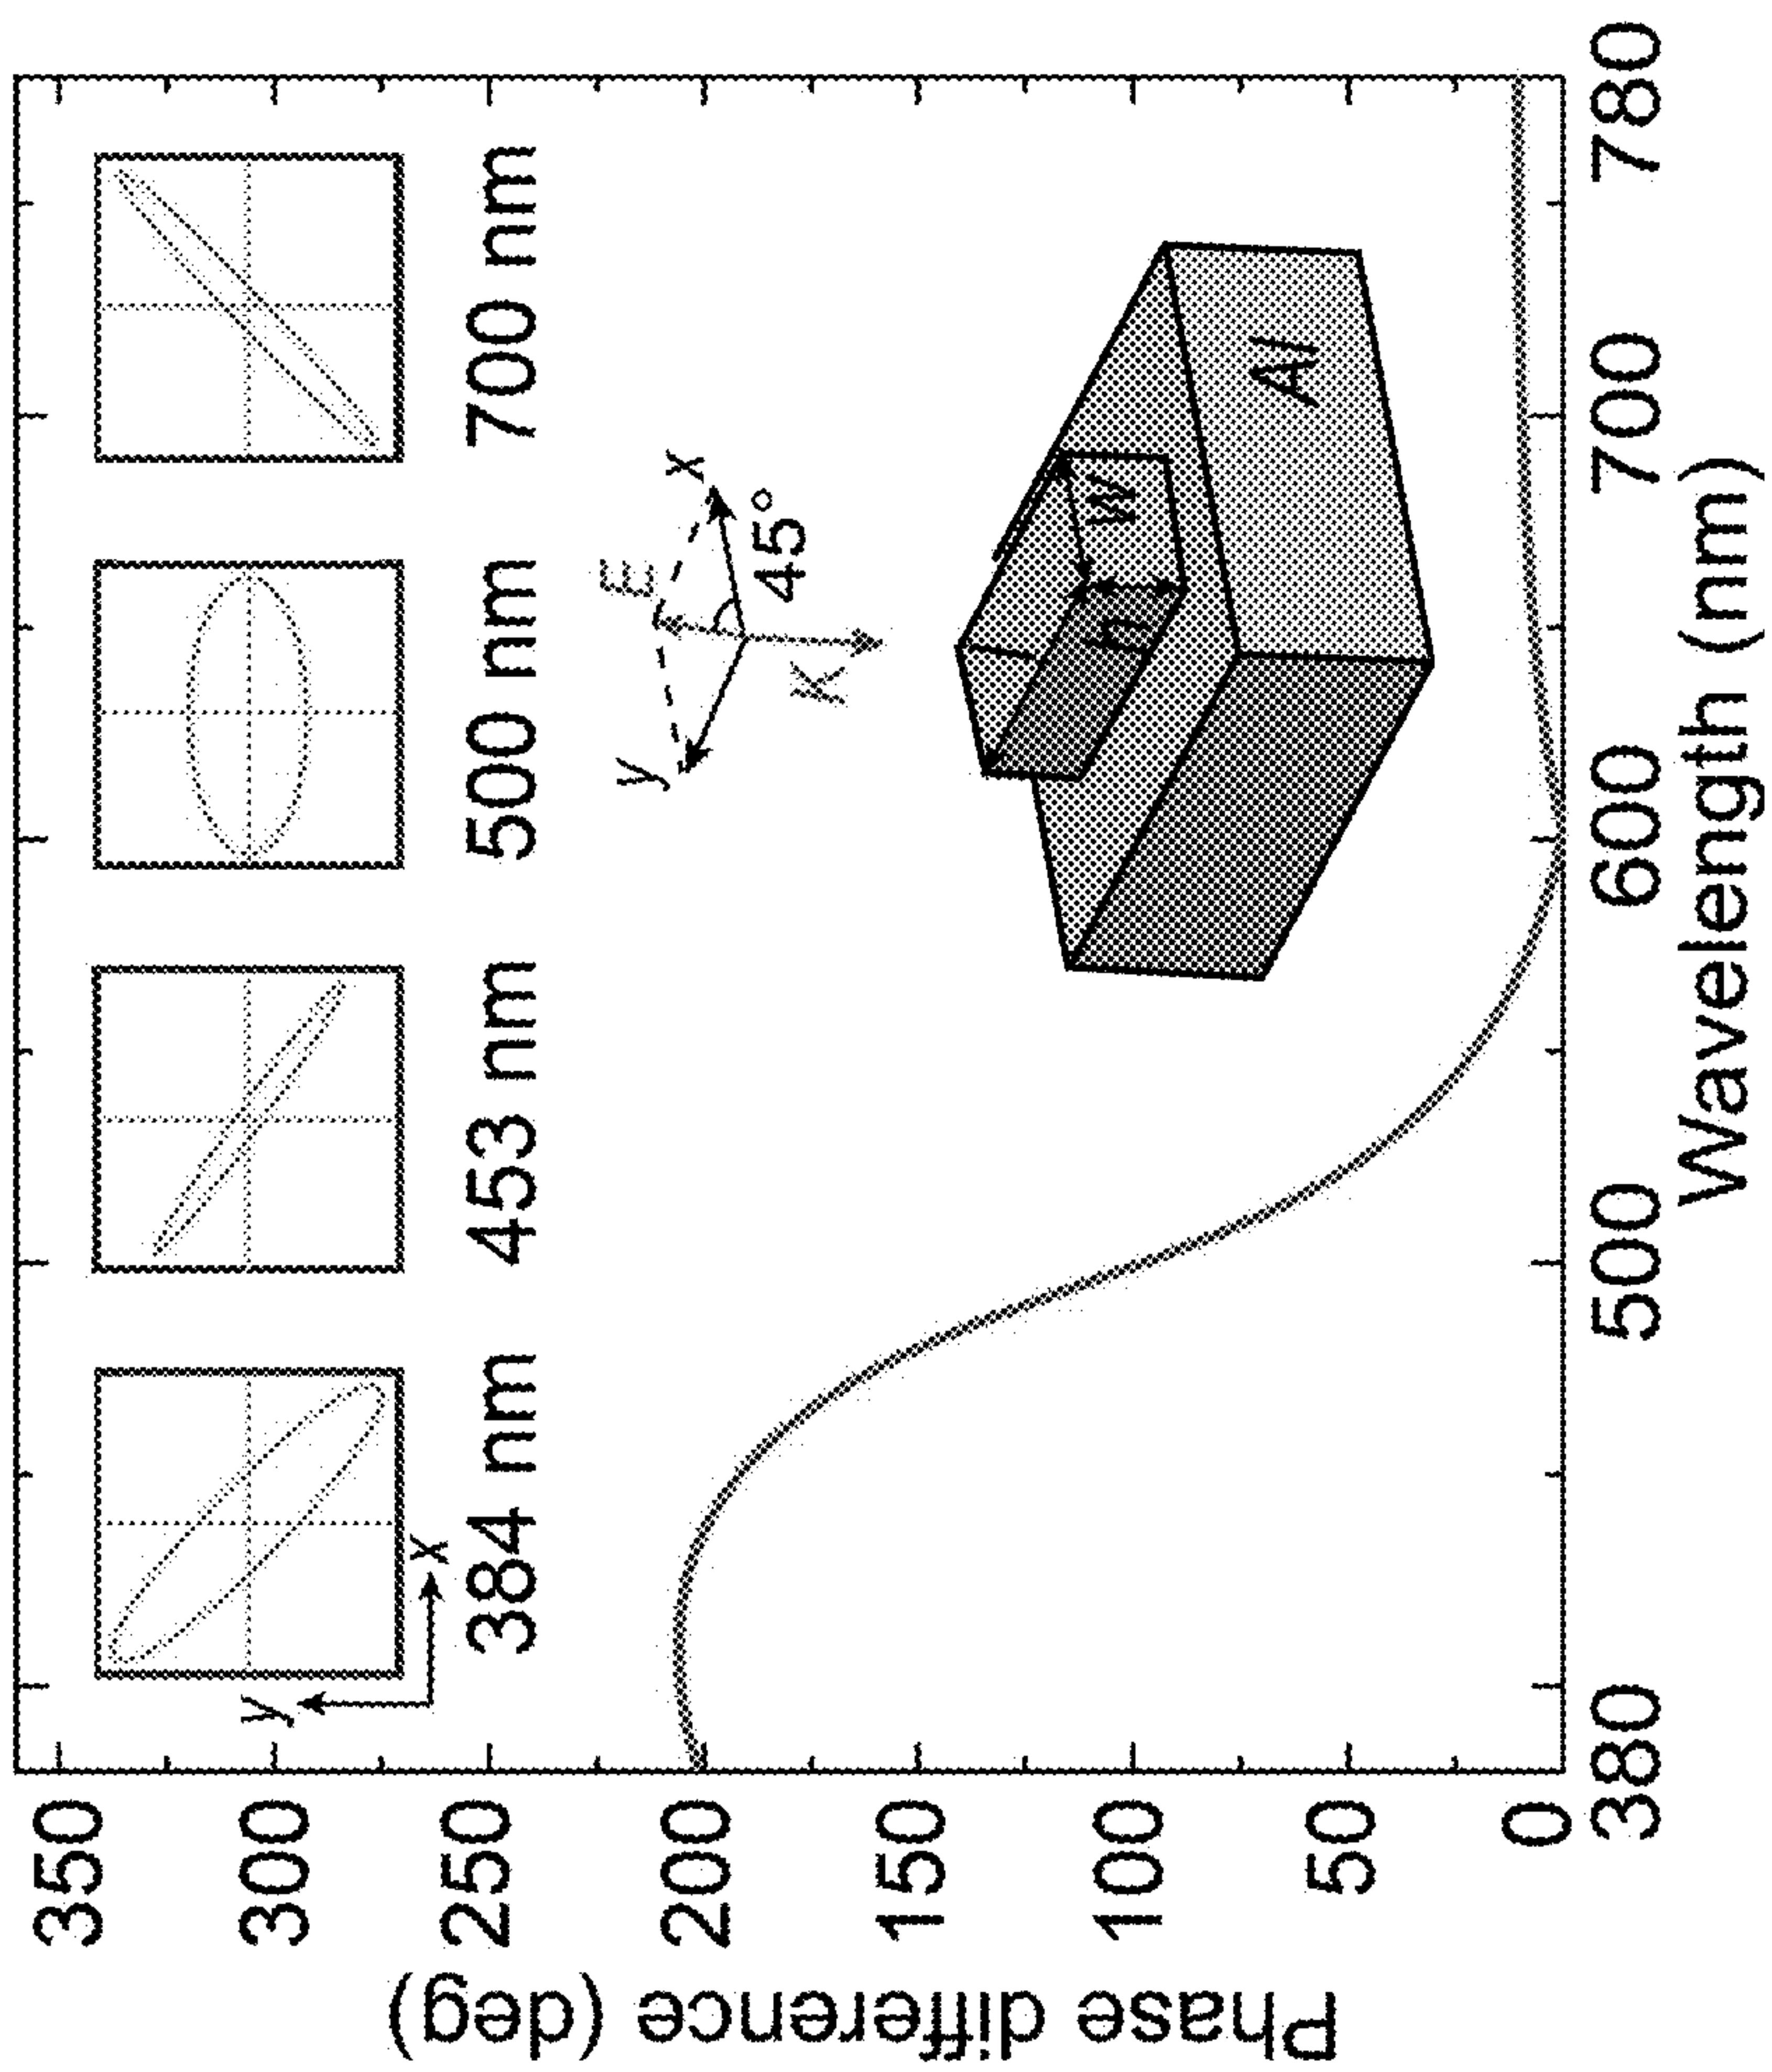 Phase difference (deg)
350
300
250
200
150
100
50
0
y
x
384 nm
453 nm
500 nm
700 nm
y
E
x
45°
K
h
w
Al
380
500
600
700
780
Wavelength (nm)